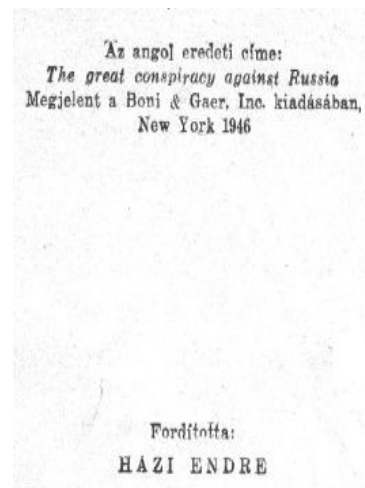 Az angol eredeti címe:
The great conspiracy against Russia
Megjelent a Boni & Gaer, Inc. kiadásában,
New York 1946
Fordította:
HÁZI ENDRE